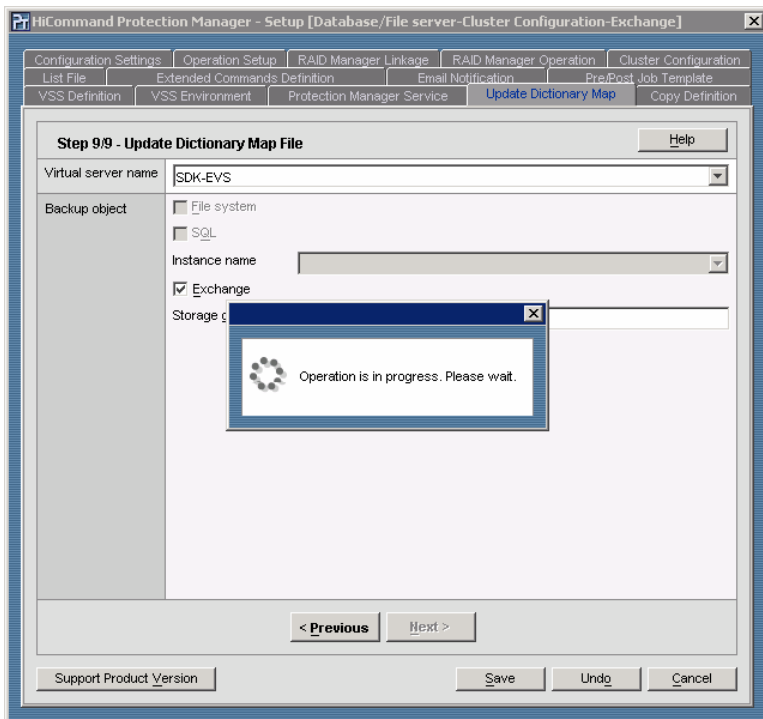 HiCommand Protection Manager - Setup [Database/File server-Cluster Configuration-Exchange]
Configuration Settings Operation Setup RAID Manager Linkage RAID Manager Operation Cluster Configuration
List File Extended Commands Definition Email Notification Pre/Post Job Template
VSS Definition VSS Environment Protection Manager Service Update Dictionary Map Copy Definition
Step 9/9 - Update Dictionary Map File Help
Virtual server name SDK-EVS
Backup object File system
SQL
Instance name
Exchange
Storage g
Operation is in progress. Please wait.
< Previous Next >
Support Product Version Save Undo Cancel